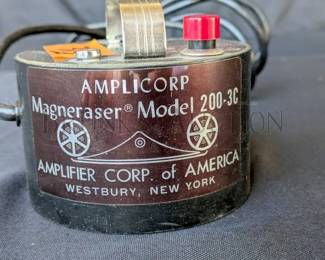 AMPLICORP
Magneraser® Model 200-3C
AMPLIFIER CORP. of AMERICA
WESTBURY, NEW YORK